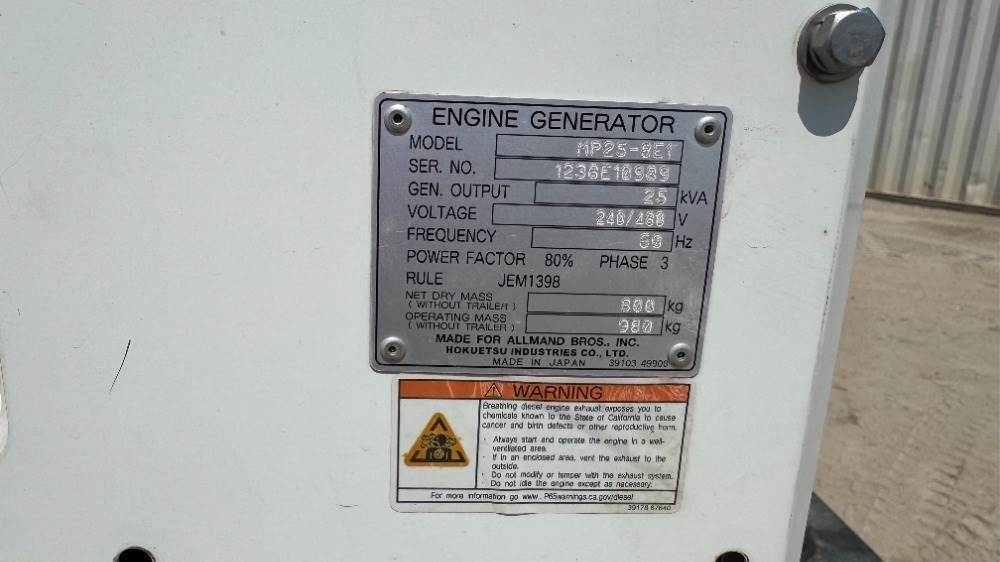 ENGINE GENERATOR
MODEL MP25-8E1
SER. NO. 1236E10989
GEN. OUTPUT 25 kVA
VOLTAGE 240/480 V
FREQUENCY 60 Hz
POWER FACTOR 80% PHASE 3
RULE JEM1398
NET DRY MASS
(WITHOUT TRAILER) 800 kg
OPERATING MASS
(WITHOUT TRAILER) 980 kg
MADE FOR ALLMAND BROS., INC.
HOKUETSU INDUSTRIES CO., LTD.
MADE IN JAPAN 39103 49900
WARNING
Breathing diesel engine exhaust exposes you to
chemicals known to the State of California to cause
cancer and birth defects or other reproductive harm.
· Always start and operate the engine in a well-
ventilated area.
· If in an enclosed area, vent the exhaust to the
outside.
· Do not modify or tamper with the exhaust system.
· Do not idle the engine except as necessary.
For more information go www.P65warnings.ca.gov/diesel
39178 67640